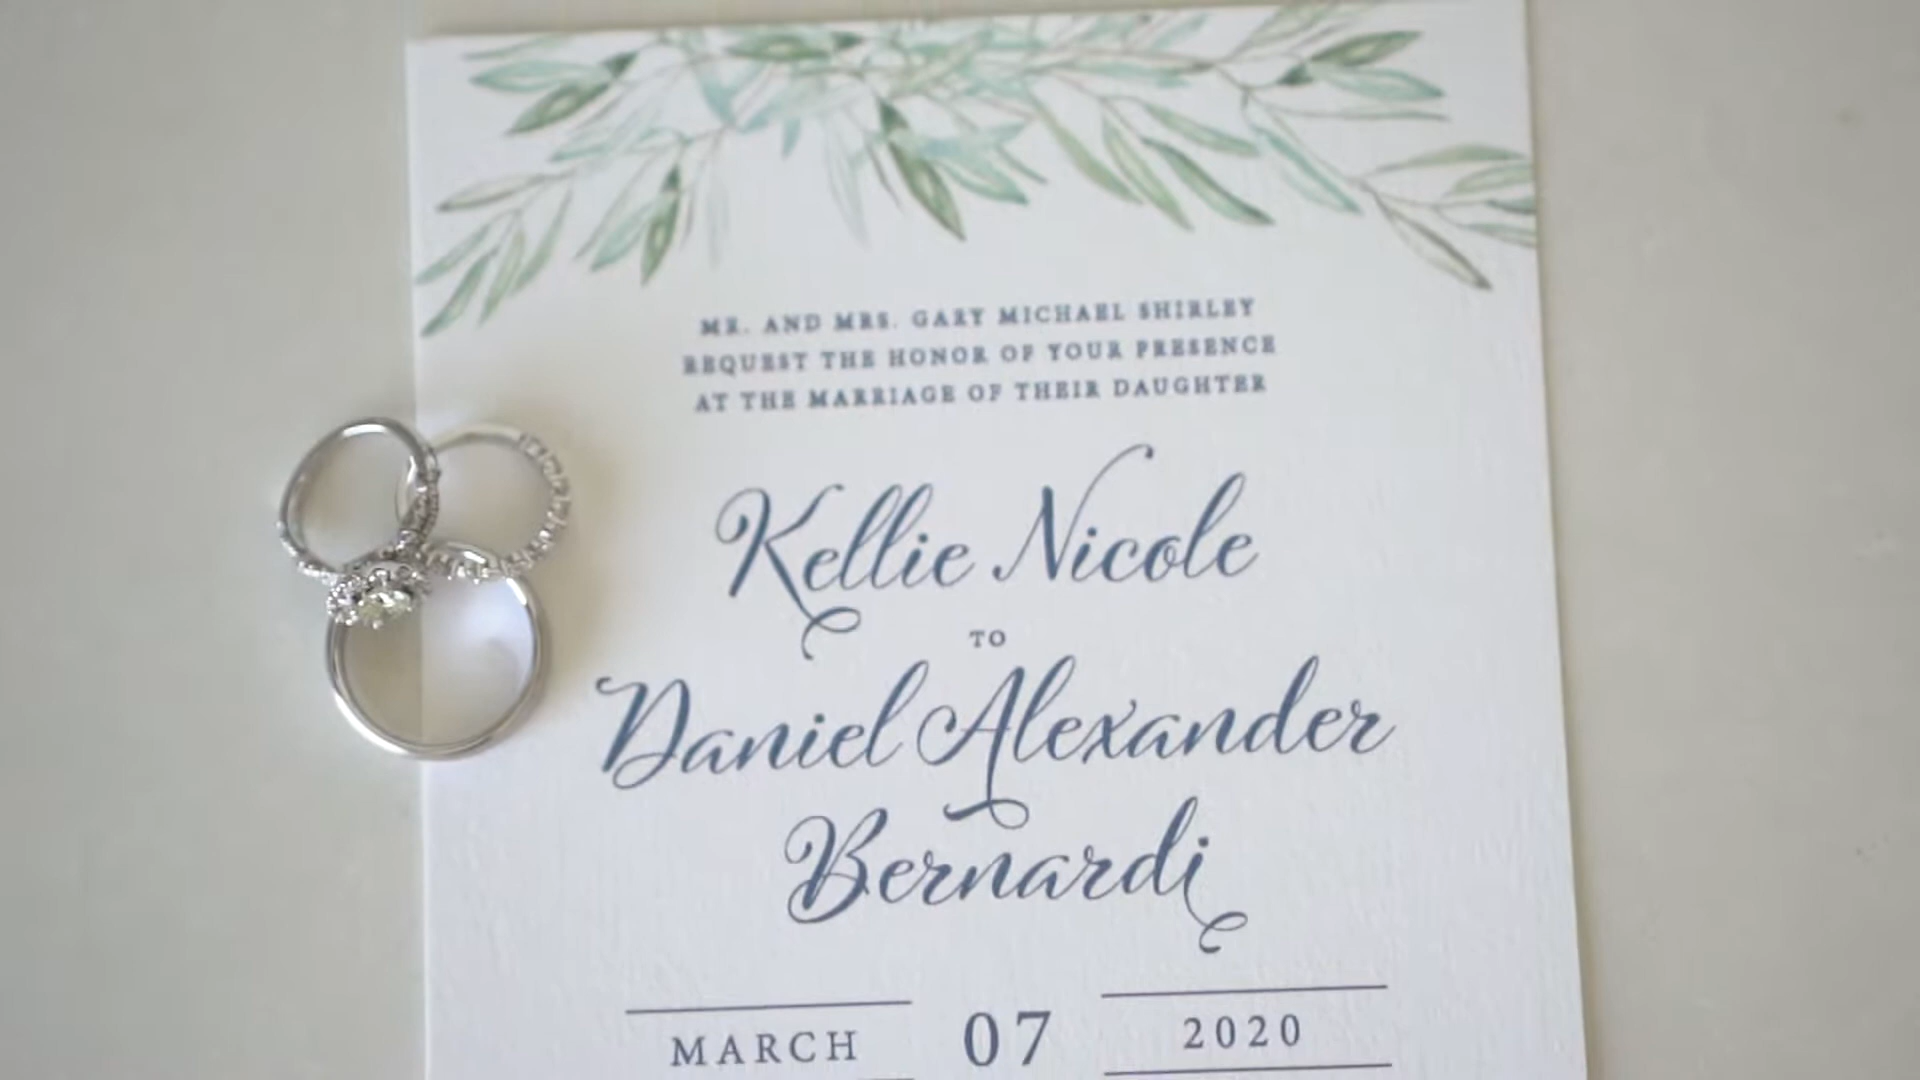 MR. AND MRS. GARY MICHAEL SHIRLEY
REQUEST THE HONOR OF YOUR PRESENCE
AT THE MARRIAGE OF THEIR DAUGHTER
Kellie Nicole
TO
Daniel Alexander
Bernardi
MARCH 07 2020